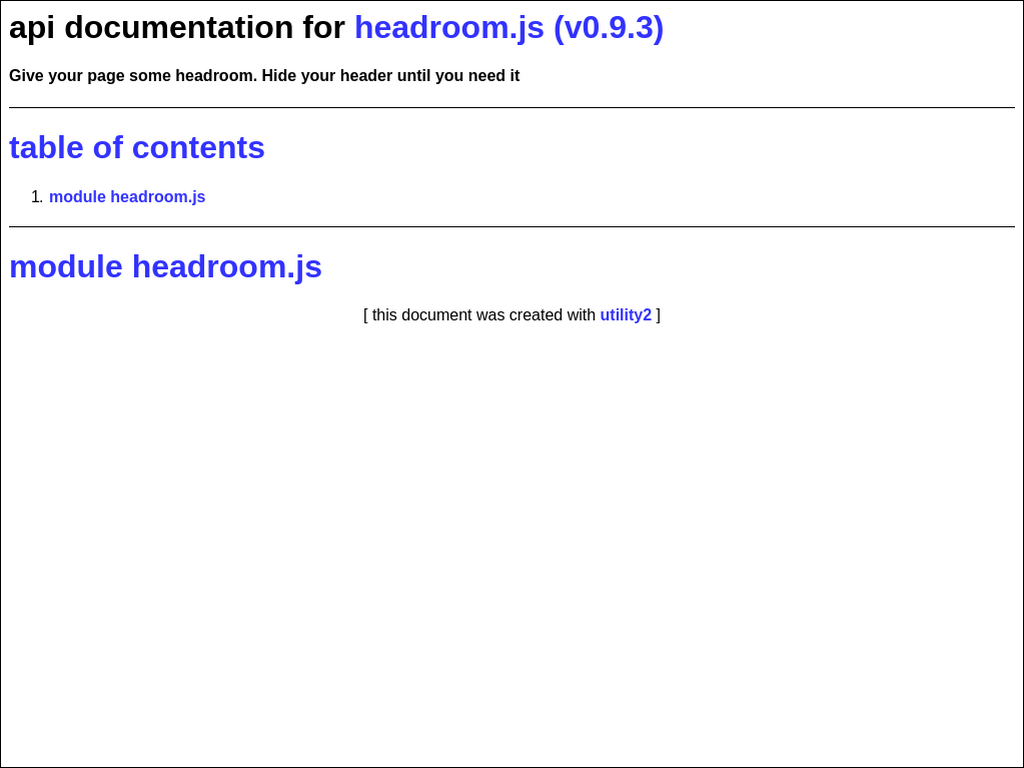 api documentation for headroom.js (v0.9.3)
Give your page some headroom. Hide your header until you need it
table of contents
1. module headroom.js
module headroom.js
[ this document was created with utility2 ]